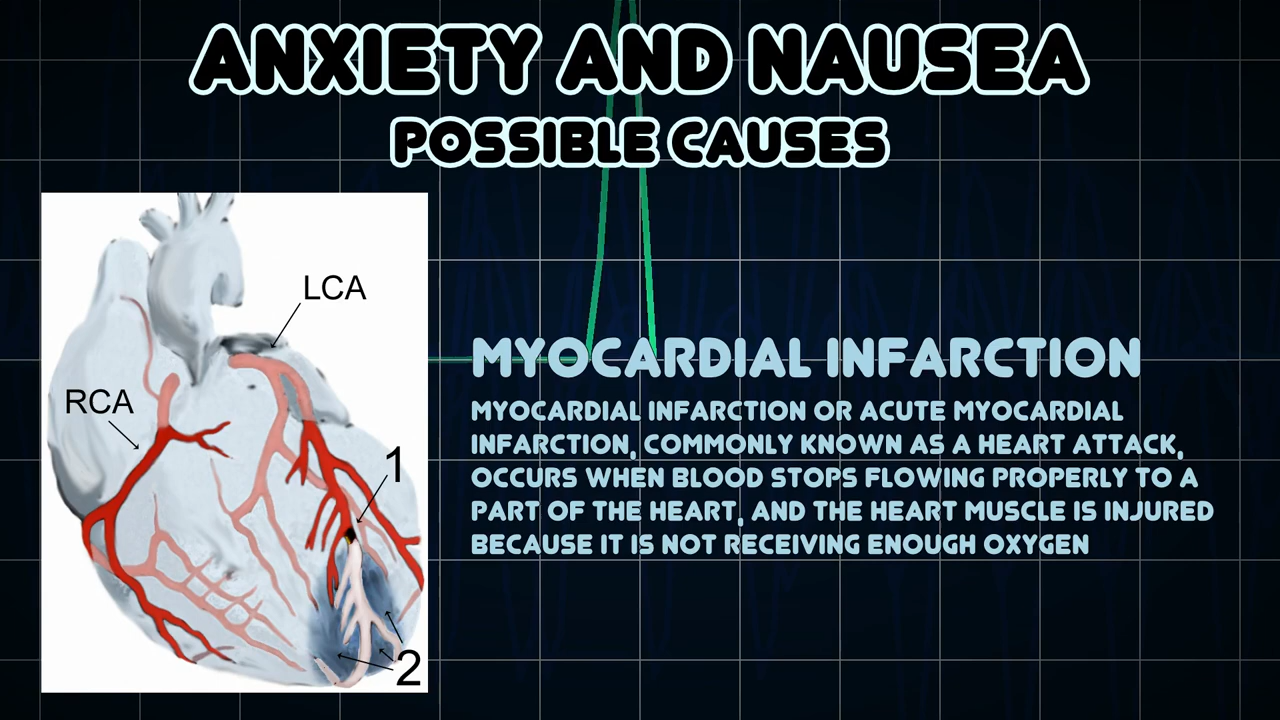 ANXIETY AND NAUSEA
POSSIBLE CAUSES
LCA
RCA
1
2
MYOCARDIAL INFARCTION
MYOCARDIAL INFARCTION OR ACUTE MYOCARDIAL
INFARCTION, COMMONLY KNOWN AS A HEART ATTACK,
OCCURS WHEN BLOOD STOPS FLOWING PROPERLY TO A
PART OF THE HEART, AND THE HEART MUSCLE IS INJURED
BECAUSE IT IS NOT RECEIVING ENOUGH OXYGEN